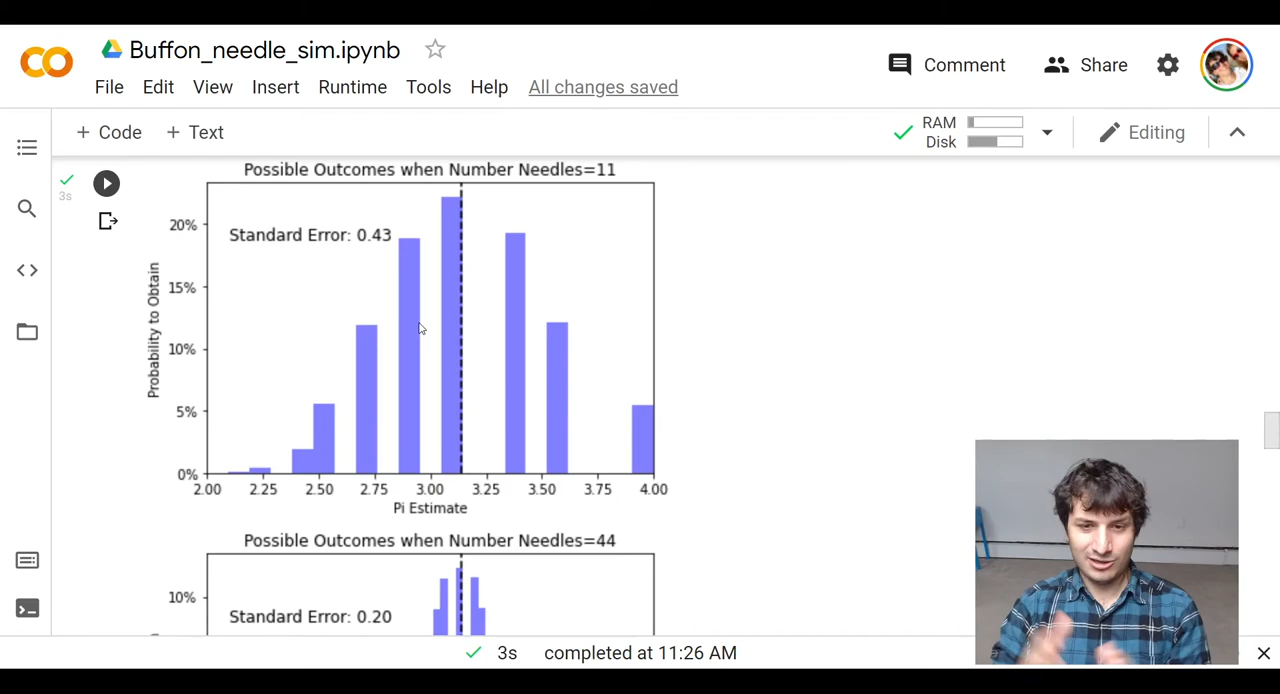 Buffon_needle_sim.ipynb
File Edit View Insert Runtime Tools Help All changes saved
Comment Share
+ Code + Text
RAM
Disk
Editing
3s
Possible Outcomes when Number Needles=11
Standard Error: 0.43
Probability to Obtain
20%
15%
10%
5%
0%
2.00 2.25 2.50 2.75 3.00 3.25 3.50 3.75 4.00
Pi Estimate
Possible Outcomes when Number Needles=44
10%
Standard Error: 0.20
3s completed at 11:26 AM